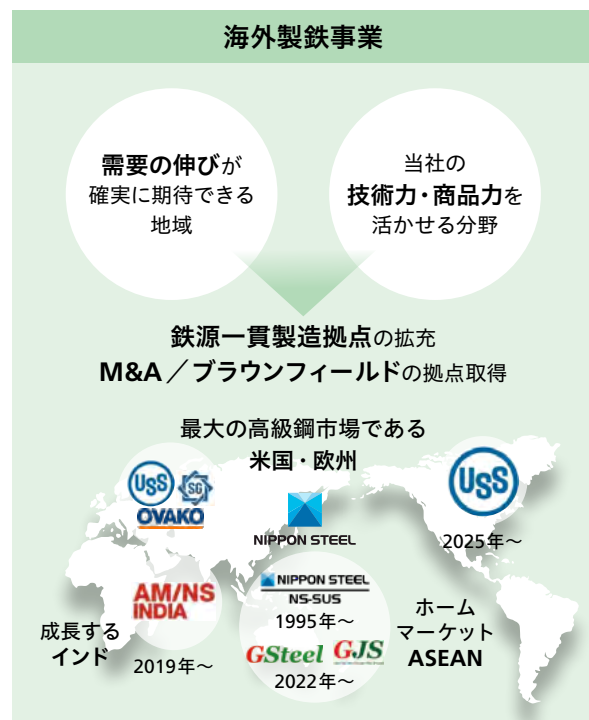 海外製鉄事業
需要の伸びが
確実に期待できる
地域
当社の
技術力・商品力を
活かせる分野
鉄源一貫製造拠点の拡充
M&A／ブラウンフィールドの拠点取得
最大の高級鋼市場である
米国・欧州
USS
SG
OVAKO
NIPPON STEEL
USS
2025年～
AM/NS
INDIA
成長する
インド
2019年～
NIPPON STEEL
NS-SUS
1995年～
GSteel
GJS
2022年～
ホーム
マーケット
ASEAN